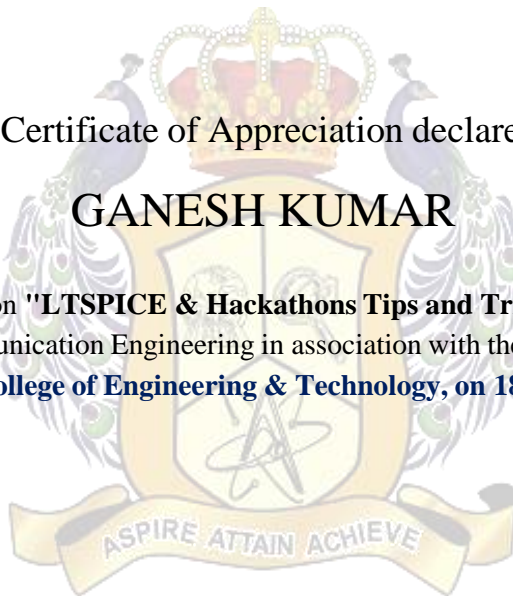 Certificate of Appreciation declare
GANESH KUMAR
on "LTSPICE & Hackathons Tips and Tr
unication Engineering in association with the
ollege of Engineering & Technology, on 18
ASPIRE ATTAIN ACHIEVE